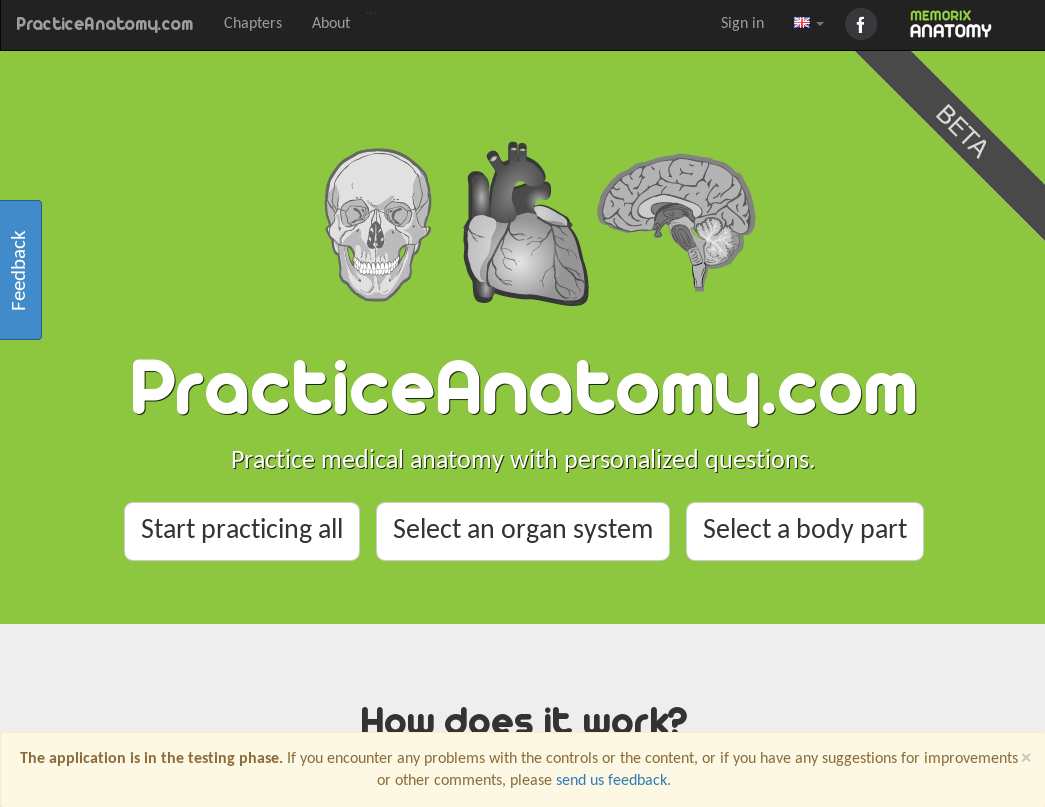 PracticeAnatomy.com Chapters About ... Sign in MEMORIX
ANATOMY
BETA
Feedback
PracticeAnatomy.com
Practice medical anatomy with personalized questions.
Start practicing all Select an organ system Select a body part
How does it work?
The application is in the testing phase. If you encounter any problems with the controls or the content, or if you have any suggestions for improvements ×
or other comments, please send us feedback.